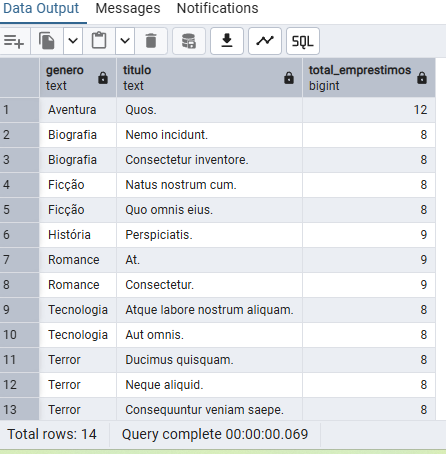 Data Output Messages Notifications
SQL
genero titulo total_emprestimos
text text bigint
1 Aventura Quos. 12
2 Biografia Nemo incidunt. 8
3 Biografia Consectetur inventore. 8
4 Ficção Natus nostrum cum. 8
5 Ficção Quo omnis eius. 8
6 História Perspiciatis. 9
7 Romance At. 9
8 Romance Consectetur. 9
9 Tecnologia Atque labore nostrum aliquam. 8
10 Tecnologia Aut omnis. 8
11 Terror Ducimus quisquam. 8
12 Terror Neque aliquid. 8
13 Terror Consequuntur veniam saepe. 8
Total rows: 14 Query complete 00:00:00.069